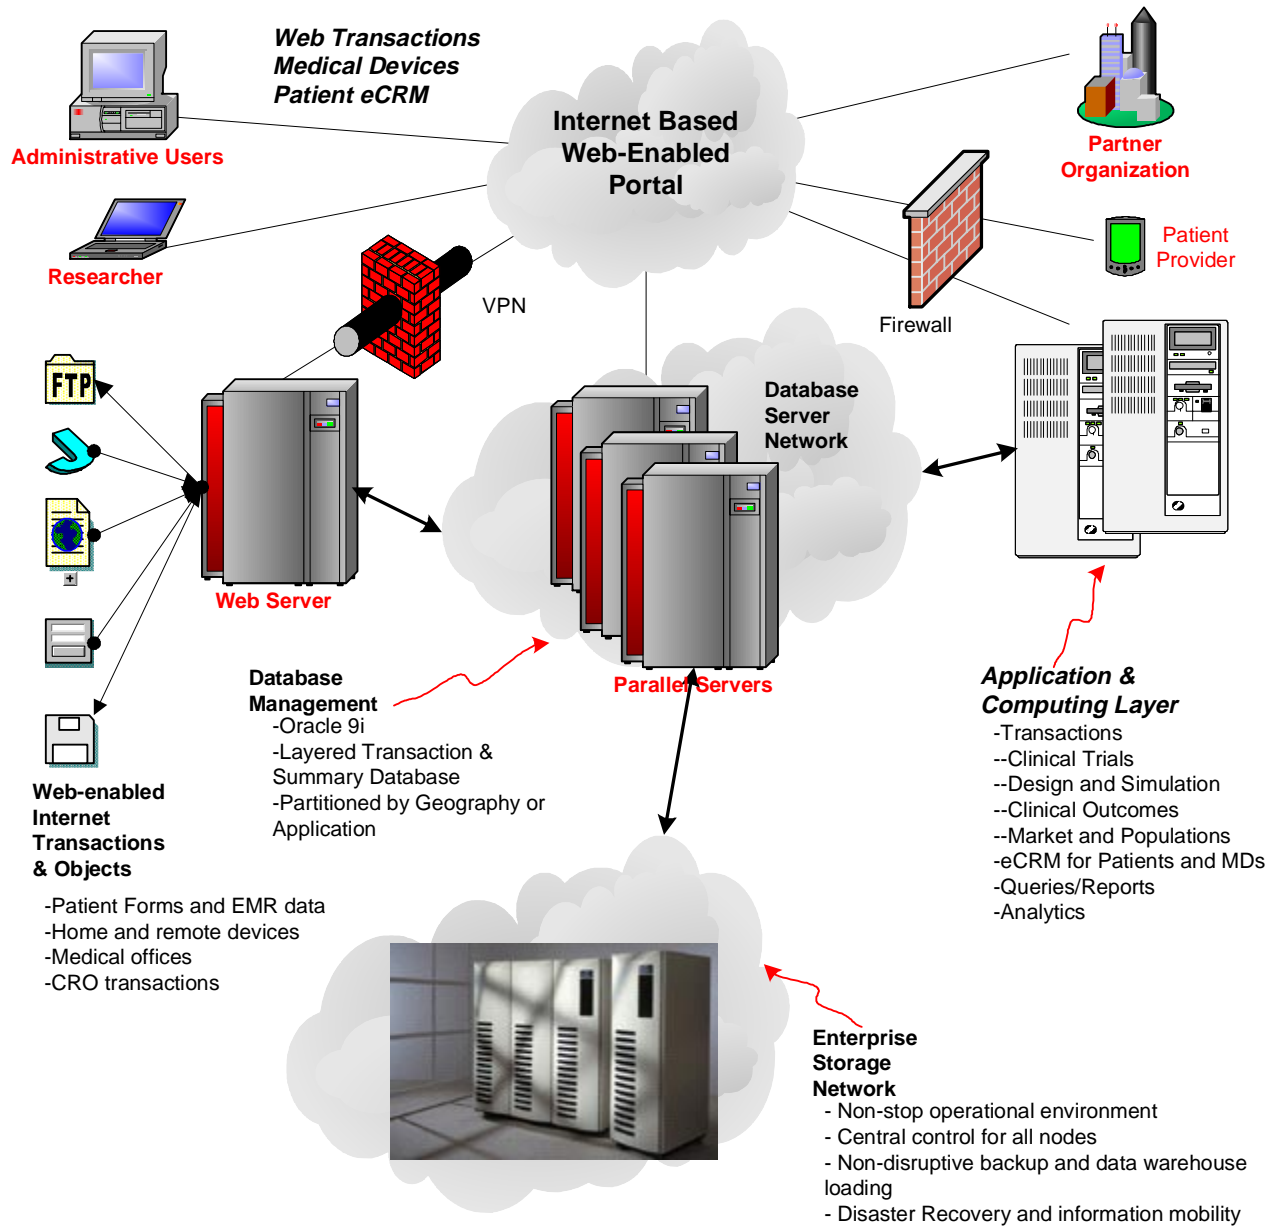 Web Transactions
Medical Devices
Patient eCRM
Internet Based
Web-Enabled
Portal
Partner
Organization
Administrative Users
Researcher
Patient
Provider
VPN
Firewall
FTP
Database
Server
Network
Web Server
Parallel Servers
Database
Management
-Oracle 9i
-Layered Transaction &
Summary Database
-Partitioned by Geography or
Application
Application &
Computing Layer
-Transactions
--Clinical Trials
--Design and Simulation
--Clinical Outcomes
--Market and Populations
-eCRM for Patients and MDs
-Queries/Reports
-Analytics
Web-enabled
Internet
Transactions
& Objects
-Patient Forms and EMR data
-Home and remote devices
-Medical offices
-CRO transactions
Enterprise
Storage
Network
- Non-stop operational environment
- Central control for all nodes
- Non-disruptive backup and data warehouse
loading
- Disaster Recovery and information mobility